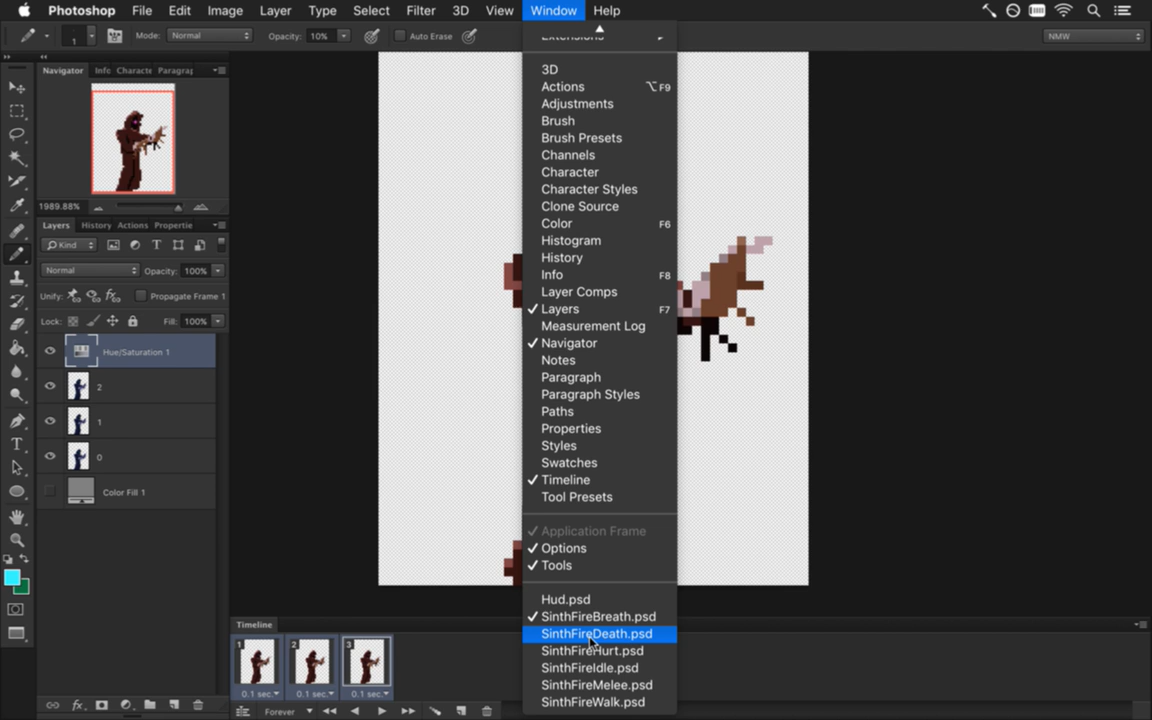 Photoshop File Edit Image Layer Type Select Filter 3D View Window Help
1 Mode: Normal Opacity: 10% Auto Erase NMW
Navigator Info Characte Paragrap
1989.88%
Layers History Actions Propertie
Kind
Normal Opacity: 100%
Unify: Propagate Frame 1
Lock: Fill: 100%
Hue/Saturation 1
2
1
0
Color Fill 1
Extensions
3D
Actions ⌥F9
Adjustments
Brush
Brush Presets
Channels
Character
Character Styles
Clone Source
Color F6
Histogram
History
Info F8
Layer Comps
✓ Layers F7
Measurement Log
✓ Navigator
Notes
Paragraph
Paragraph Styles
Paths
Properties
Styles
Swatches
✓ Timeline
Tool Presets
✓ Application Frame
✓ Options
✓ Tools
Hud.psd
✓ SinthFireBreath.psd
SinthFireDeath.psd
SinthFireHurt.psd
SinthFireIdle.psd
SinthFireMelee.psd
SinthFireWalk.psd
Timeline
1 2 3
0.1 sec. 0.1 sec. 0.1 sec.
Forever